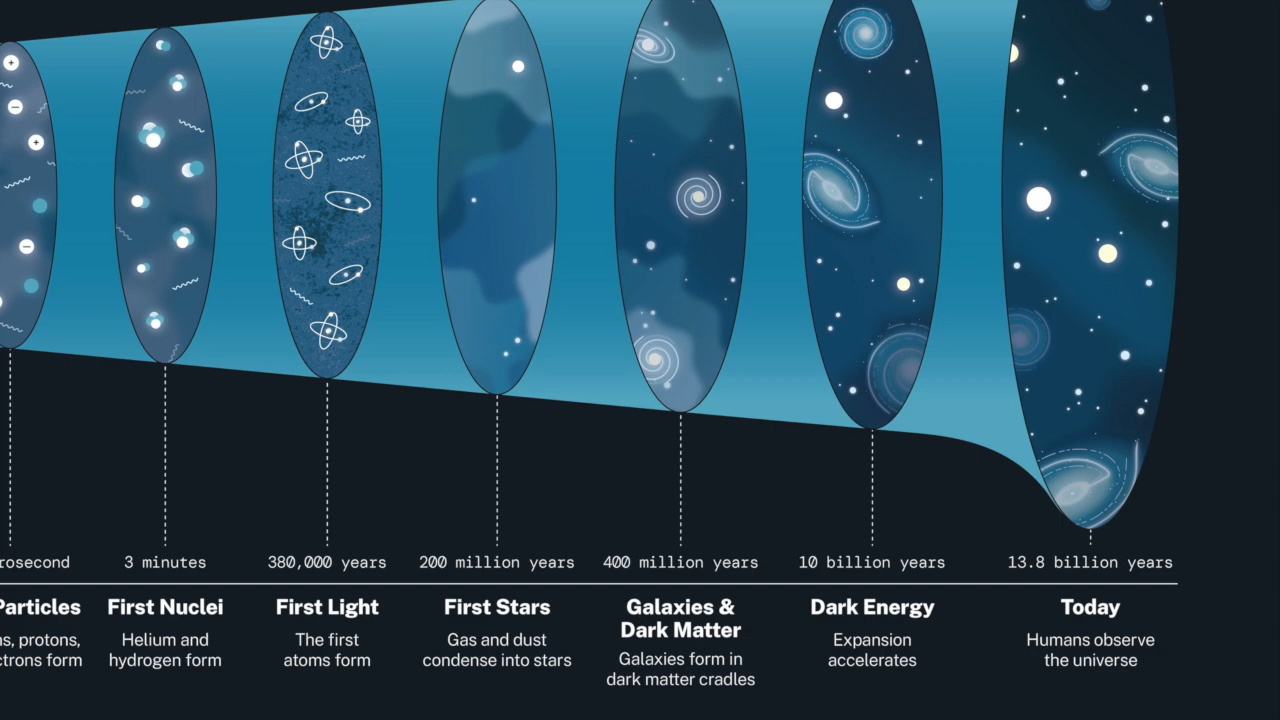 rosecond
3 minutes
380,000 years
200 million years
400 million years
10 billion years
13.8 billion years
Particles
ns, protons,
ctrons form
First Nuclei
Helium and
hydrogen form
First Light
The first
atoms form
First Stars
Gas and dust
condense into stars
Galaxies &
Dark Matter
Galaxies form in
dark matter cradles
Dark Energy
Expansion
accelerates
Today
Humans observe
the universe